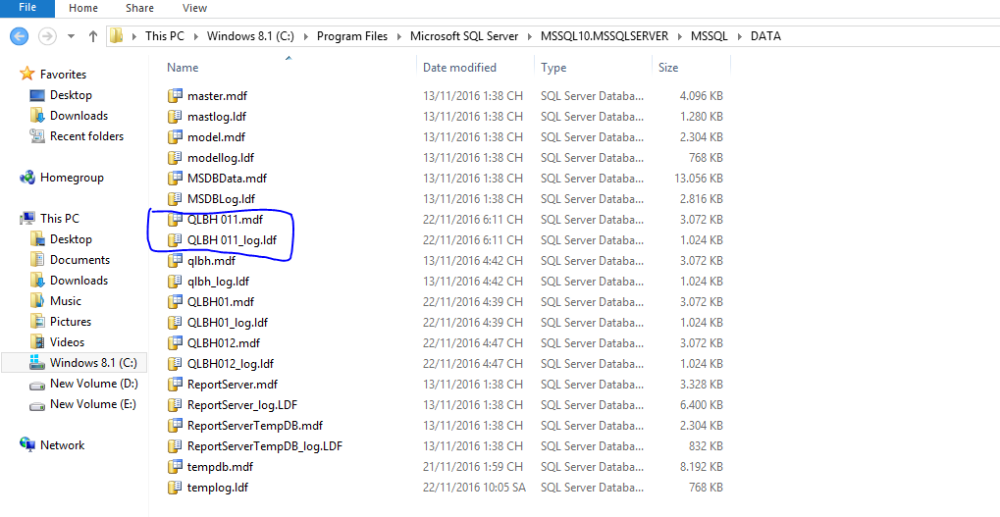 File Home Share View
This PC Windows 8.1 (C:) Program Files Microsoft SQL Server MSSQL10.MSSQLSERVER MSSQL DATA
Favorites
Desktop
Downloads
Recent folders
Homegroup
This PC
Desktop
Documents
Downloads
Music
Pictures
Videos
Windows 8.1 (C:)
New Volume (D:)
New Volume (E:)
Network
Name Date modified Type Size
master.mdf 13/11/2016 1:38 CH SQL Server Databa... 4.096 KB
mastlog.ldf 13/11/2016 1:38 CH SQL Server Databa... 1.280 KB
model.mdf 13/11/2016 1:38 CH SQL Server Databa... 2.304 KB
modellog.ldf 13/11/2016 1:38 CH SQL Server Databa... 768 KB
MSDBData.mdf 13/11/2016 1:38 CH SQL Server Databa... 13.056 KB
MSDBLog.ldf 13/11/2016 1:38 CH SQL Server Databa... 2.816 KB
QLBH 011.mdf 22/11/2016 6:11 CH SQL Server Databa... 3.072 KB
QLBH 011_log.ldf 22/11/2016 6:11 CH SQL Server Databa... 1.024 KB
qlbh.mdf 13/11/2016 4:42 CH SQL Server Databa... 3.072 KB
qlbh_log.ldf 13/11/2016 4:42 CH SQL Server Databa... 1.024 KB
QLBH01.mdf 22/11/2016 4:39 CH SQL Server Databa... 3.072 KB
QLBH01_log.ldf 22/11/2016 4:39 CH SQL Server Databa... 1.024 KB
QLBH012.mdf 22/11/2016 4:47 CH SQL Server Databa... 3.072 KB
QLBH012_log.ldf 22/11/2016 4:47 CH SQL Server Databa... 1.024 KB
ReportServer.mdf 13/11/2016 1:38 CH SQL Server Databa... 3.328 KB
ReportServer_log.LDF 13/11/2016 1:38 CH SQL Server Databa... 6.400 KB
ReportServerTempDB.mdf 13/11/2016 1:38 CH SQL Server Databa... 2.304 KB
ReportServerTempDB_log.LDF 13/11/2016 1:38 CH SQL Server Databa... 832 KB
tempdb.mdf 21/11/2016 1:59 CH SQL Server Databa... 8.192 KB
templog.ldf 22/11/2016 10:05 SA SQL Server Databa... 768 KB